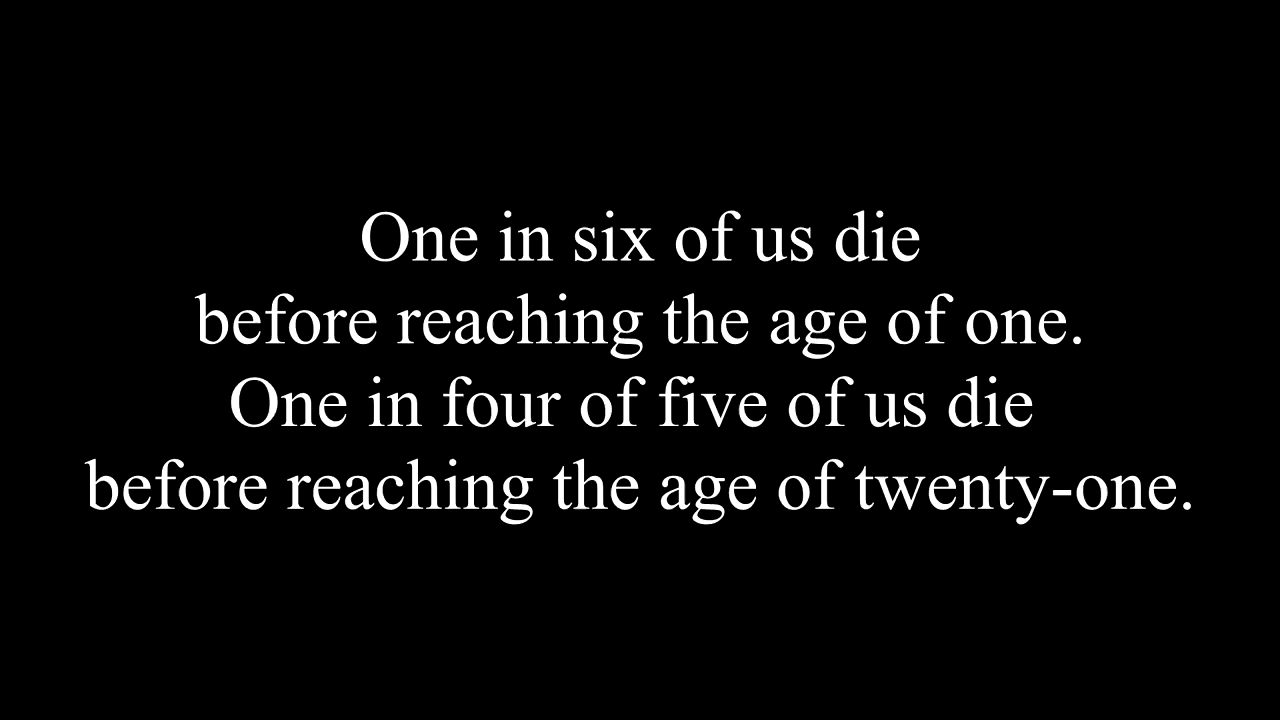 One in six of us die
before reaching the age of one.
One in four of five of us die
before reaching the age of twenty-one.